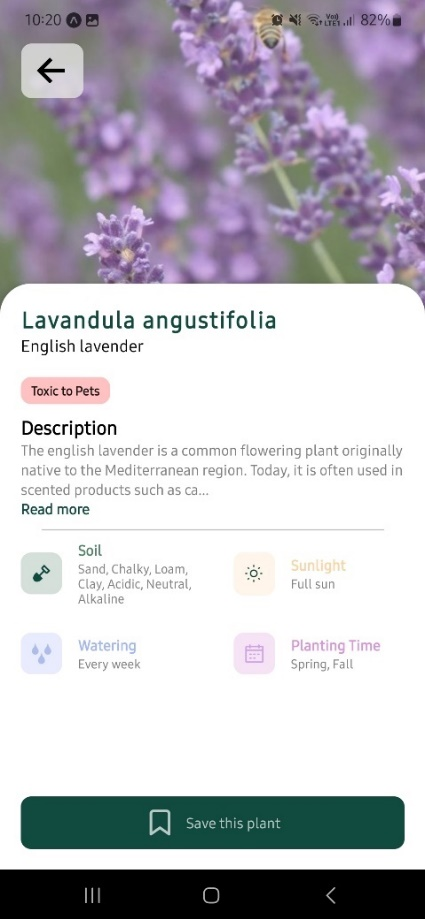 10:20
Vo))
LTE1
82%
Lavandula angustifolia
English lavender
Toxic to Pets
Description
The english lavender is a common flowering plant originally
native to the Mediterranean region. Today, it is often used in
scented products such as ca...
Read more
Soil
Sand, Chalky, Loam,
Clay, Acidic, Neutral,
Alkaline
Sunlight
Full sun
Watering
Every week
Planting Time
Spring, Fall
Save this plant